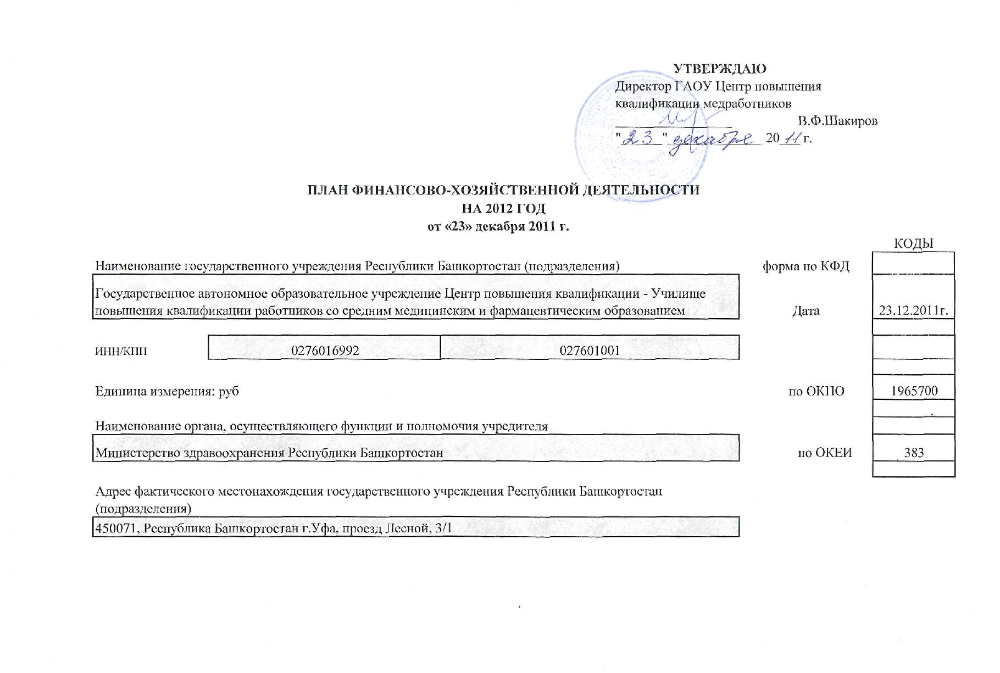 УТВЕРЖДАЮ
Директор ГАОУ Центр повышения
квалификации медработников
В.Ф.Шакиров
"23" декабря 2011 г.
ПЛАН ФИНАНСОВО-ХОЗЯЙСТВЕННОЙ ДЕЯТЕЛЬНОСТИ
НА 2012 ГОД
от «23» декабря 2011 г.
КОДЫ
Наименование государственного учреждения Республики Башкортостан (подразделения) форма по КФД
Государственное автономное образовательное учреждение Центр повышения квалификации - Училище
повышения квалификации работников со средним медицинским и фармацевтическим образованием Дата 23.12.2011г.
ИНН/КПП 0276016992 027601001
Единица измерения: руб по ОКПО 1965700
Наименование органа, осуществляющего функции и полномочия учредителя
Министерство здравоохранения Республики Башкортостан по ОКЕИ 383
Адрес фактического местонахождения государственного учреждения Республики Башкортостан
(подразделения)
450071, Республика Башкортостан г.Уфа, проезд Лесной, 3/1